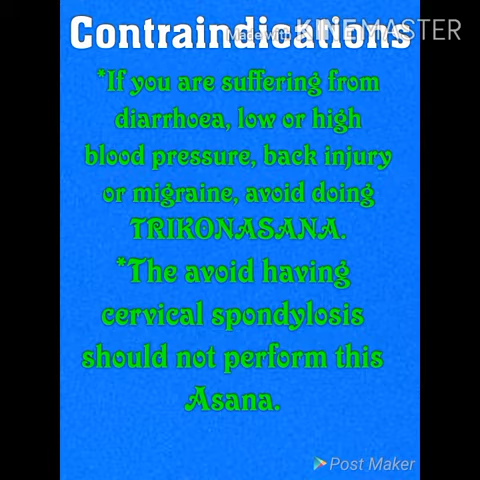 Contraindications
Made with KINEMASTER
*If you are suffering from
diarrhoea, low or high
blood pressure, back injury
or migraine, avoid doing
TRIKONASANA.
*The avoid having
cervical spondylosis
should not perform this
Asana.
Post Maker